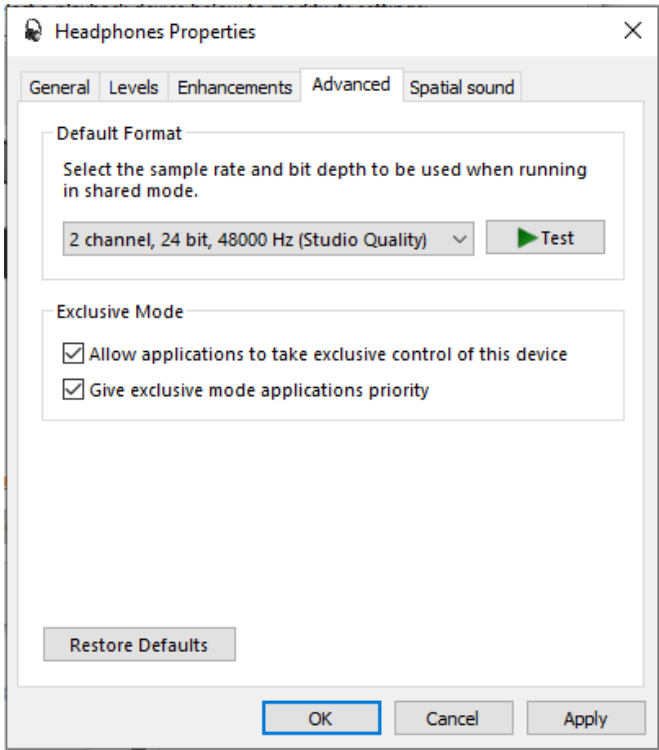 Headphones Properties
General Levels Enhancements Advanced Spatial sound
Default Format
Select the sample rate and bit depth to be used when running
in shared mode.
2 channel, 24 bit, 48000 Hz (Studio Quality)
Test
Exclusive Mode
Allow applications to take exclusive control of this device
Give exclusive mode applications priority
Restore Defaults
OK Cancel Apply